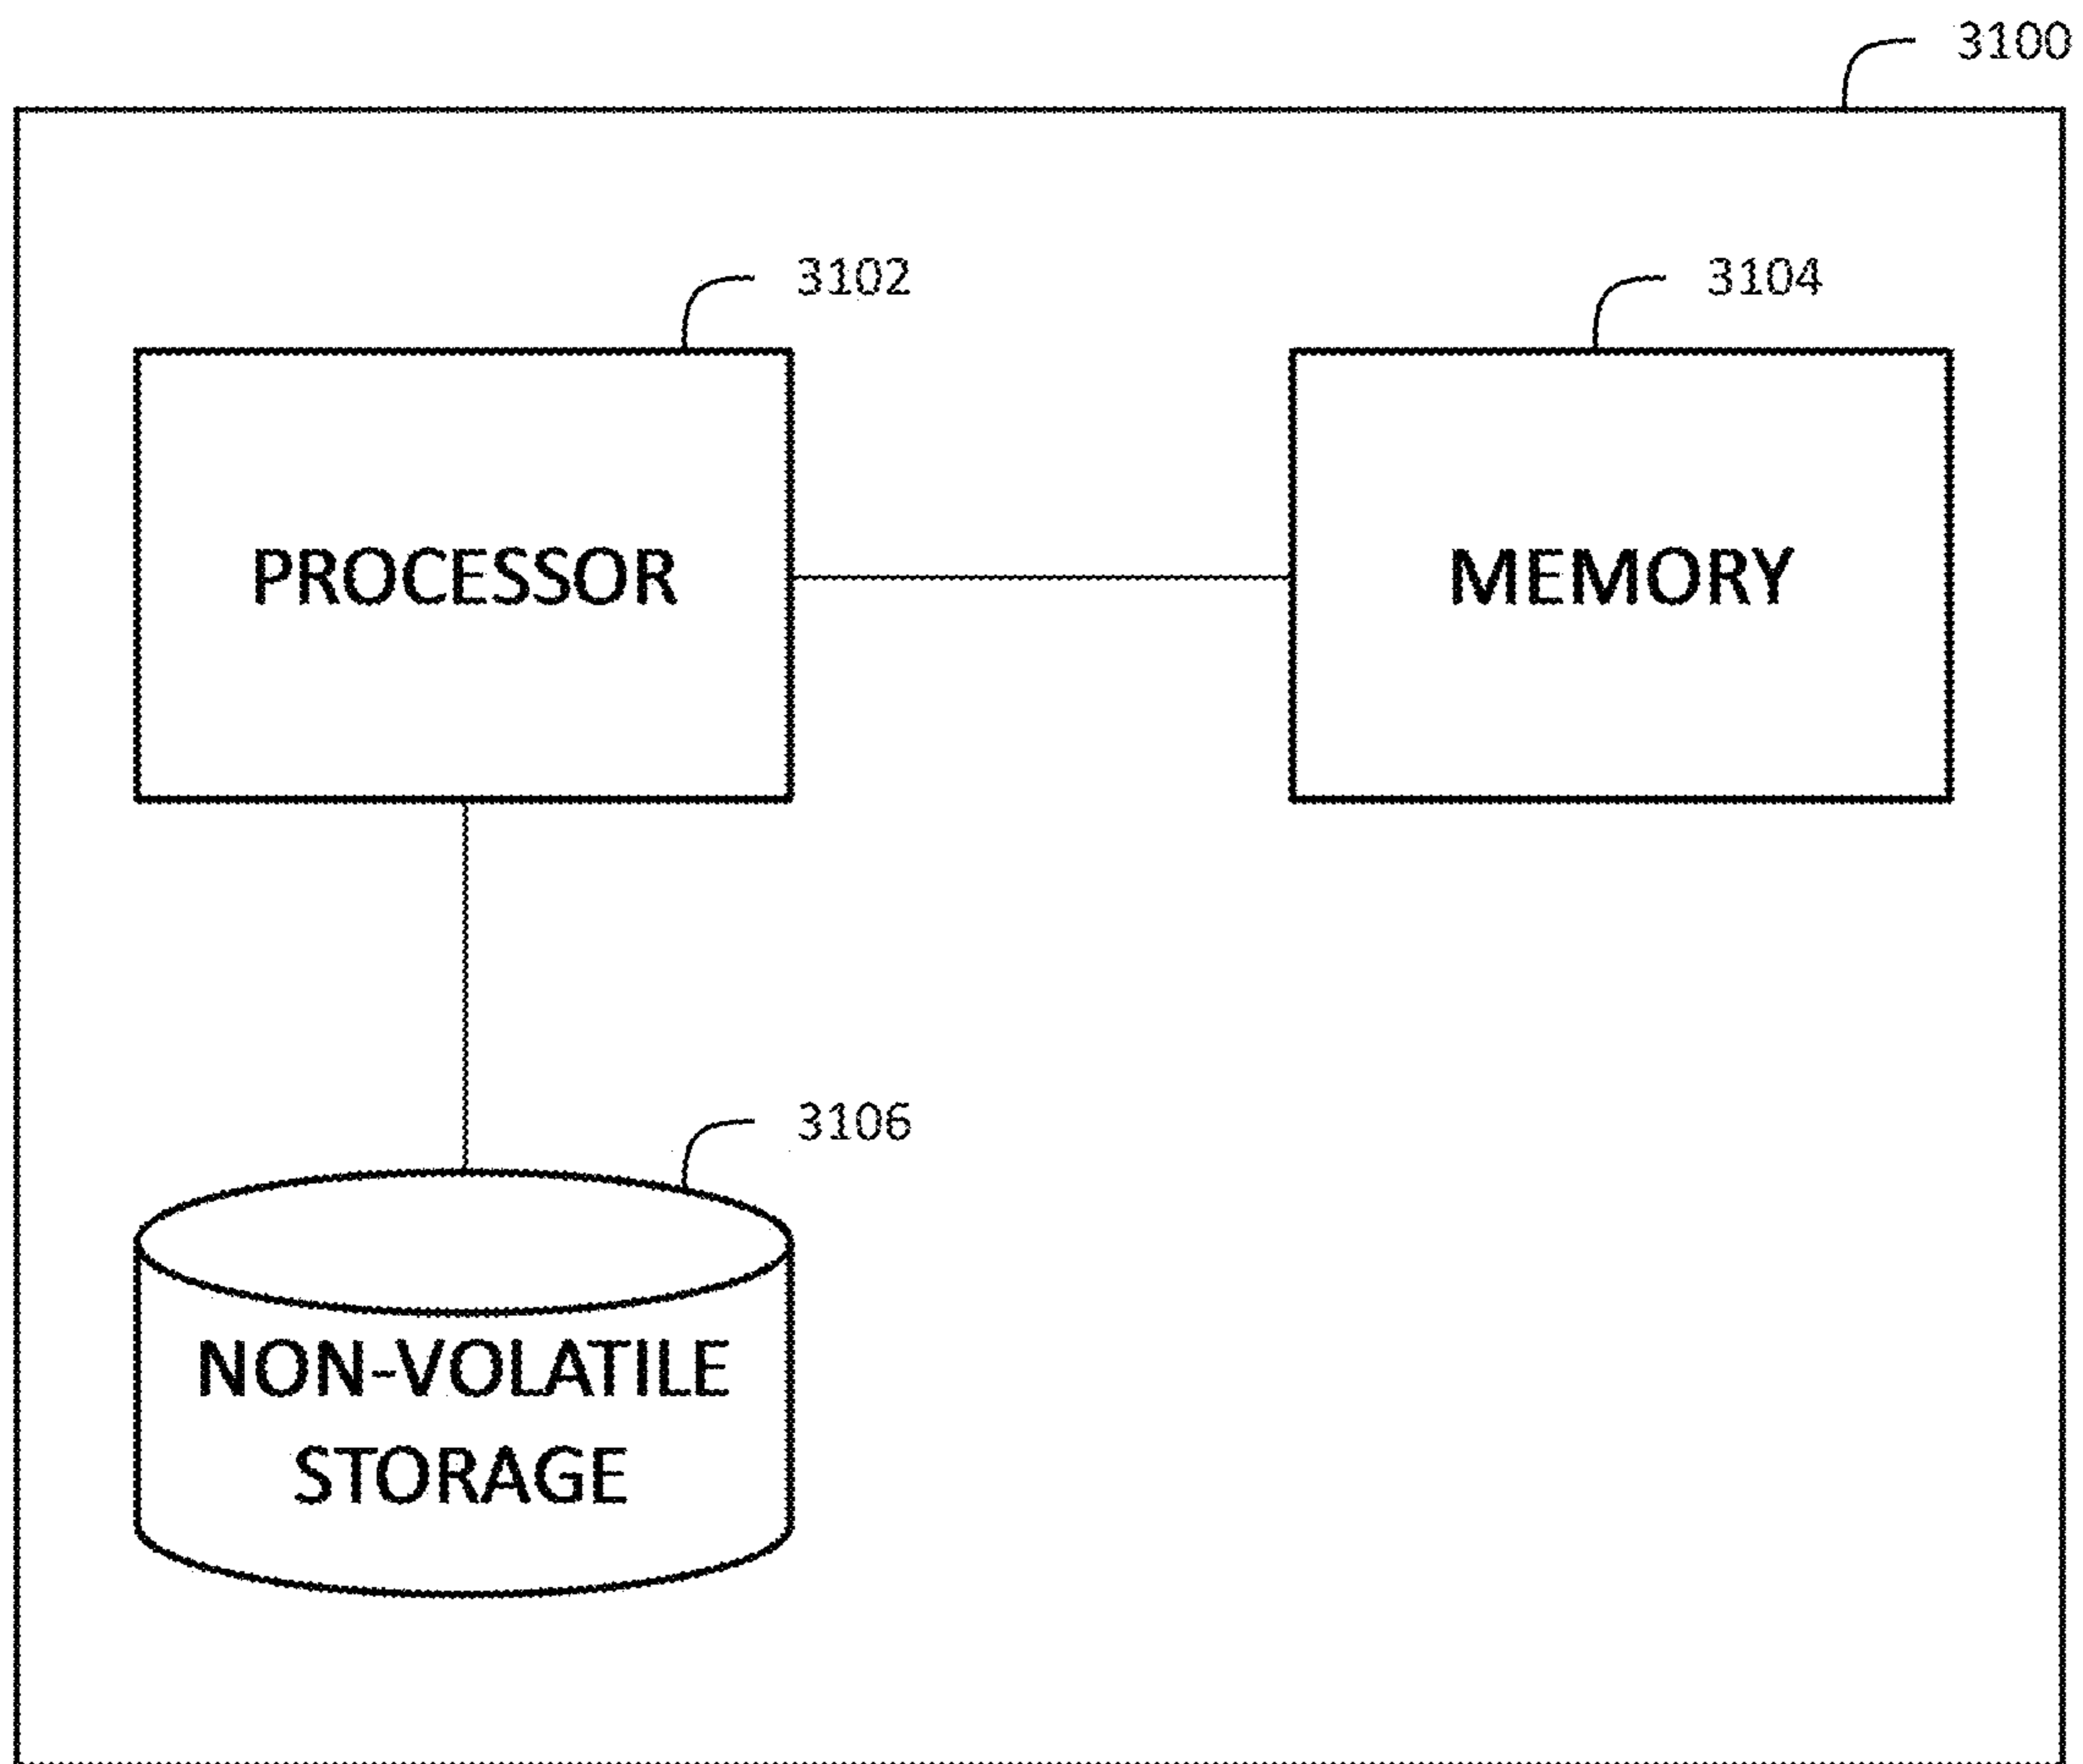 3100
3102
3104
PROCESSOR
MEMORY
3106
NON-VOLATILE
STORAGE